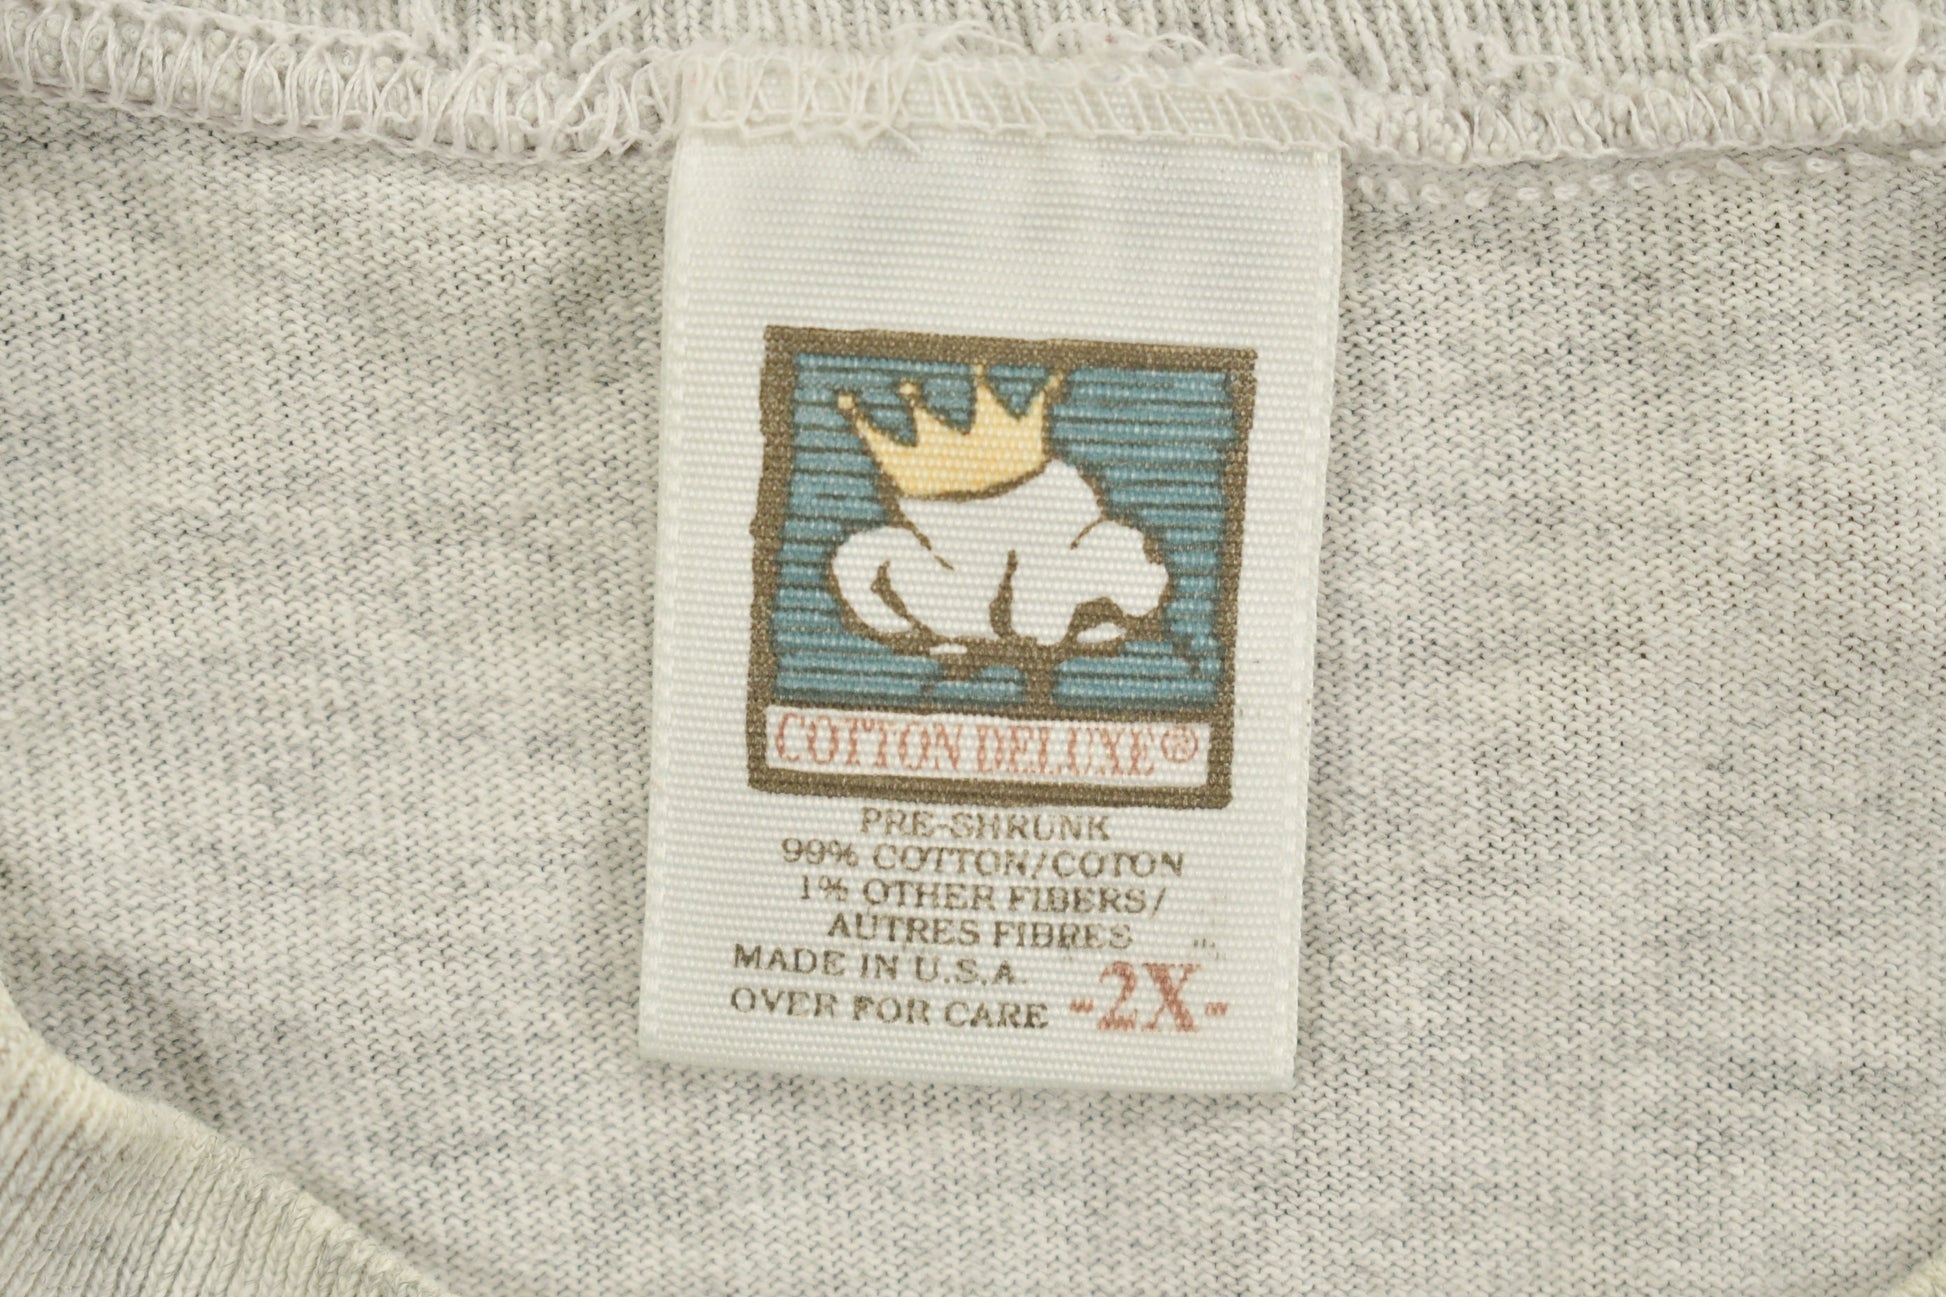 COTTON DELUXE®
PRE-SHRUNK
99% COTTON/COTON
1% OTHER FIBERS/
AUTRES FIBRES
MADE IN U.S.A.
OVER FOR CARE -2X-